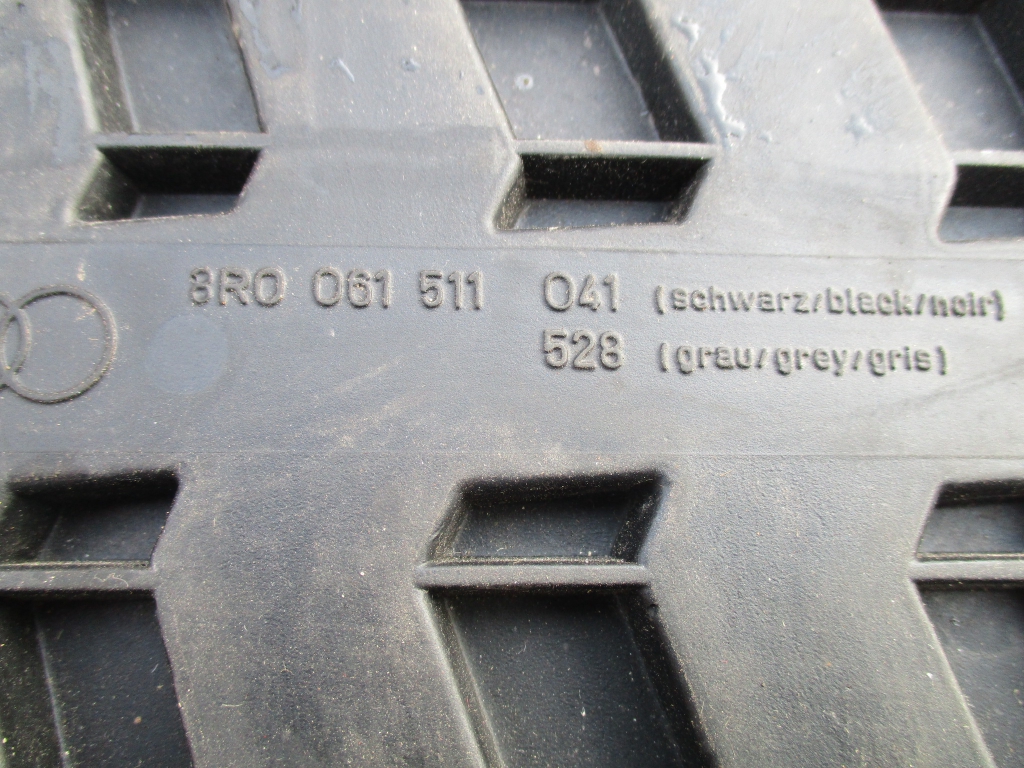 8R0 061 511 041 (schwarz/black/noir)
528 (grau/grey/gris)